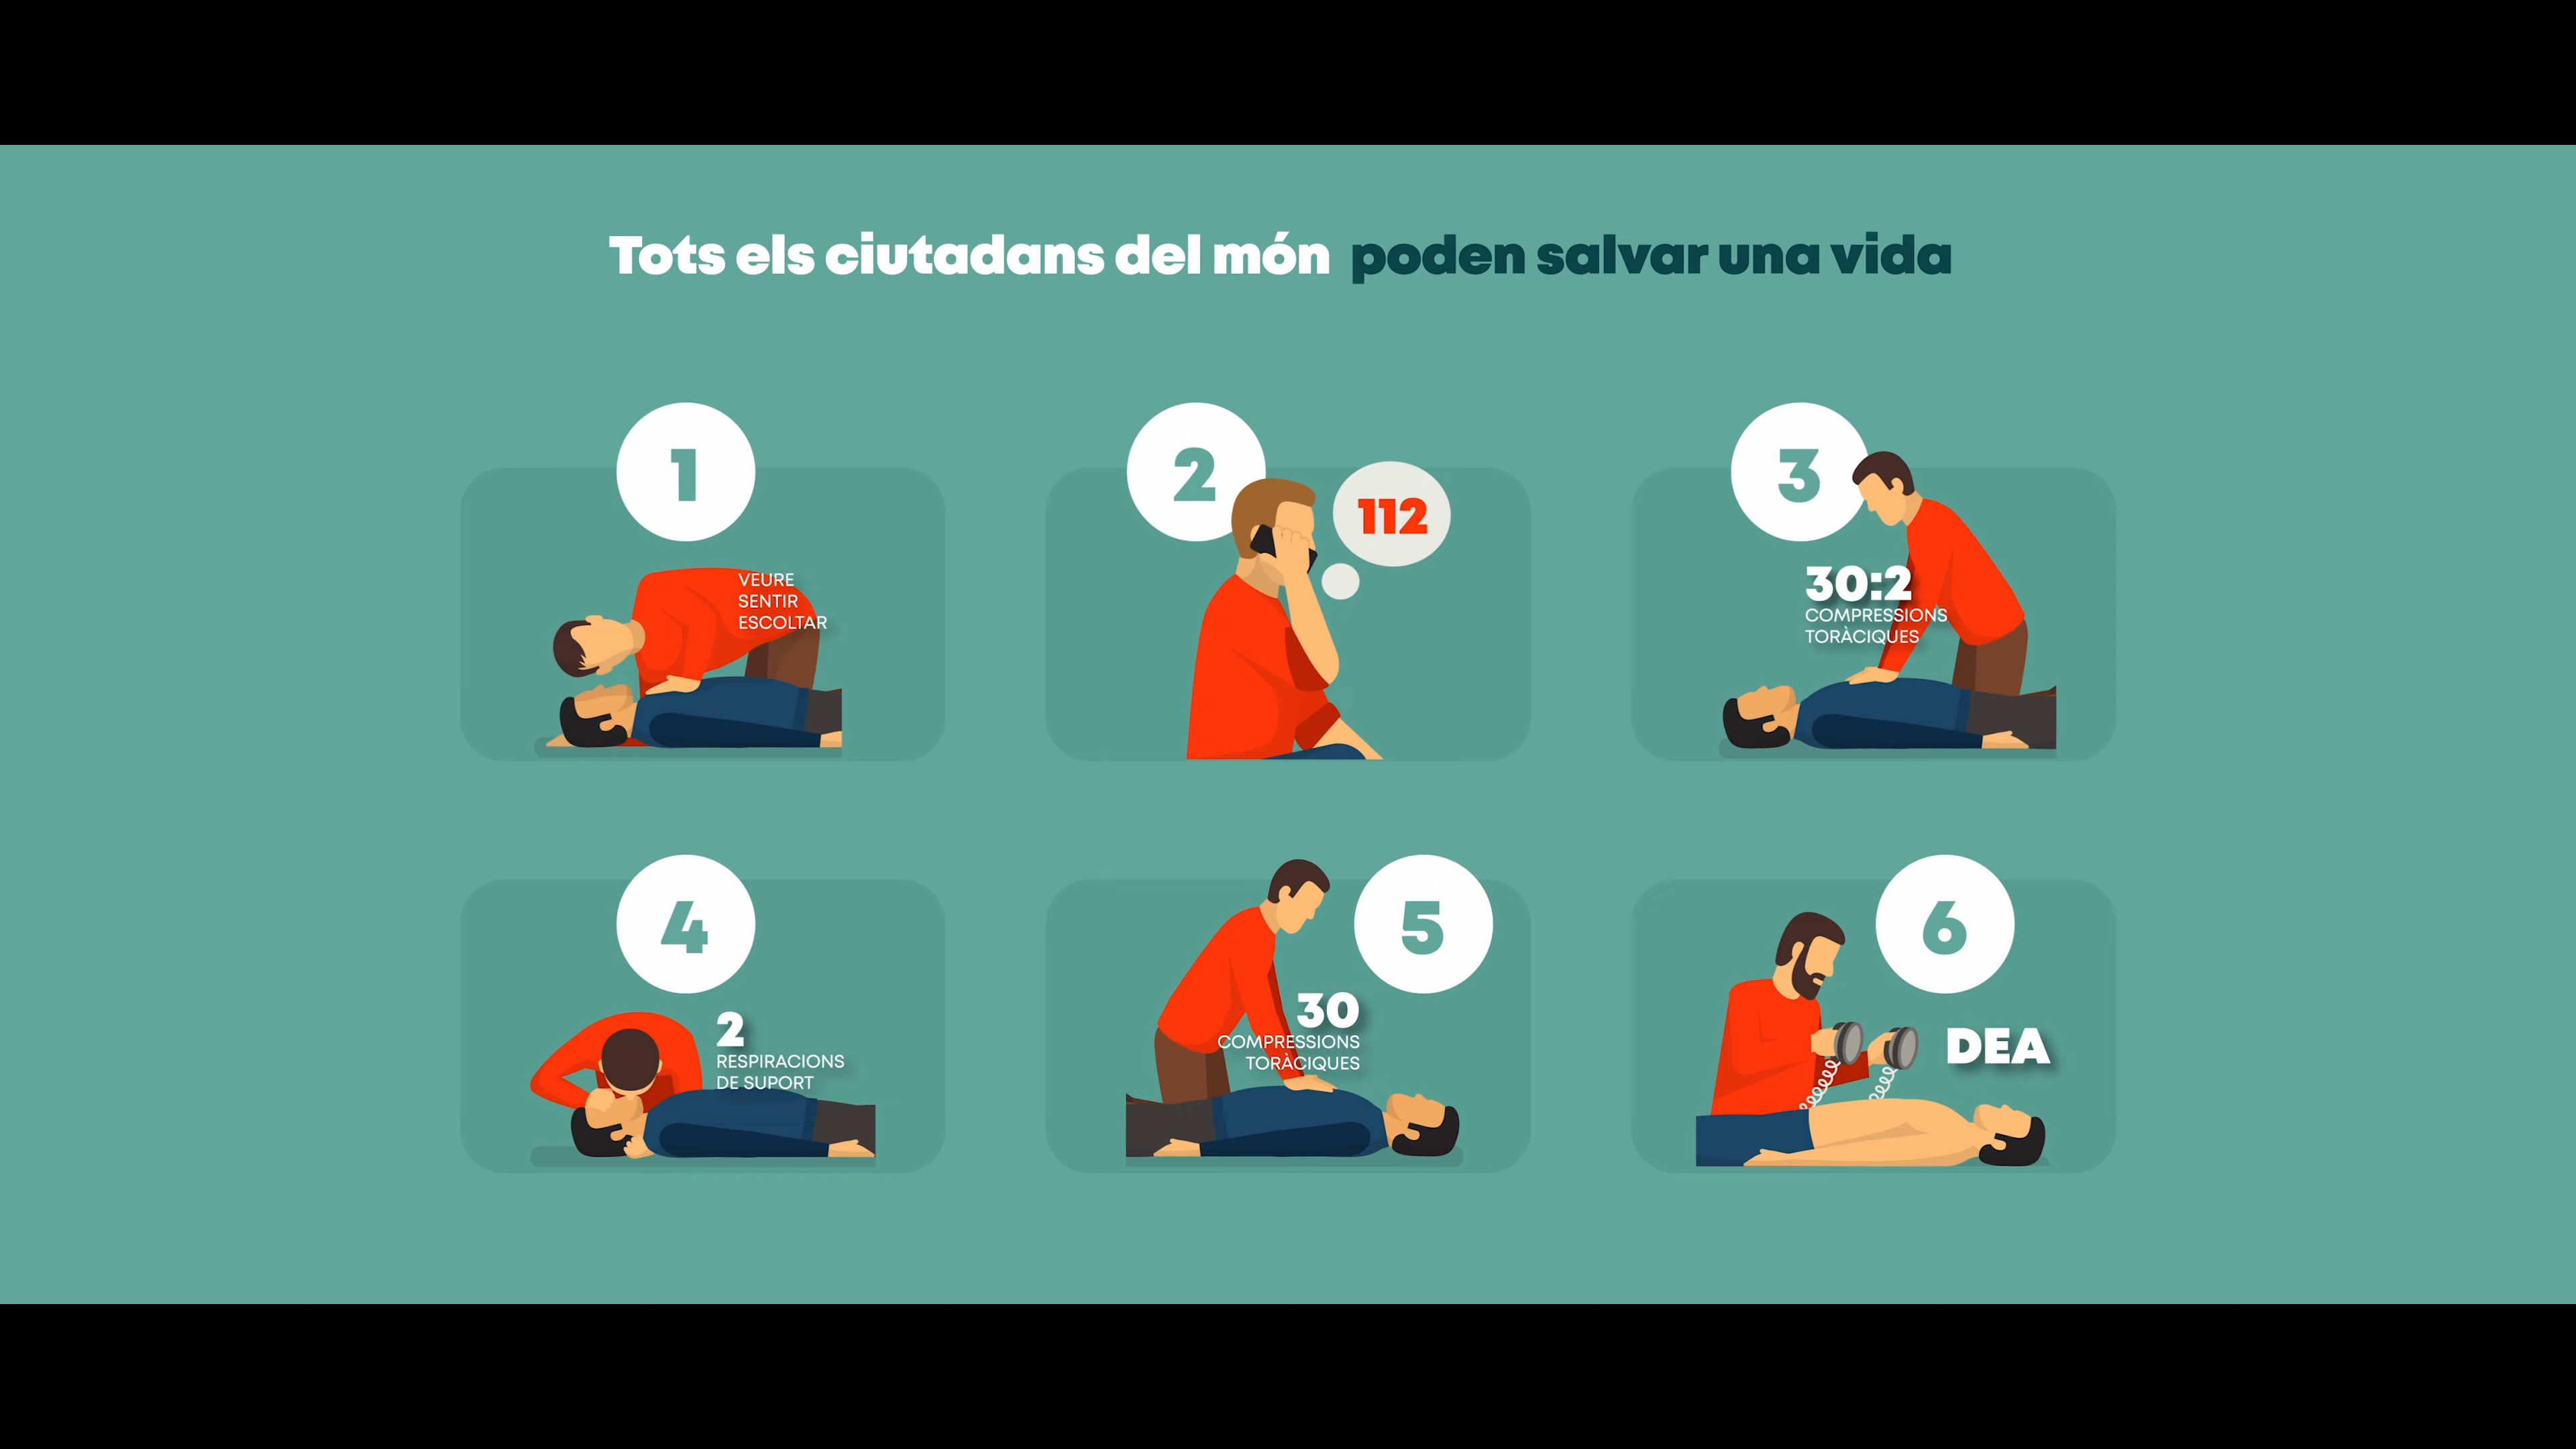 Tots els ciutadans del món poden salvar una vida
1
VEURE
SENTIR
ESCOLTAR
2
112
3
30:2
COMPRESSIONS
TORÀCIQUES
4
2
RESPIRACIONS
DE SUPORT
5
30
COMPRESSIONS
TORÀCIQUES
6
DEA